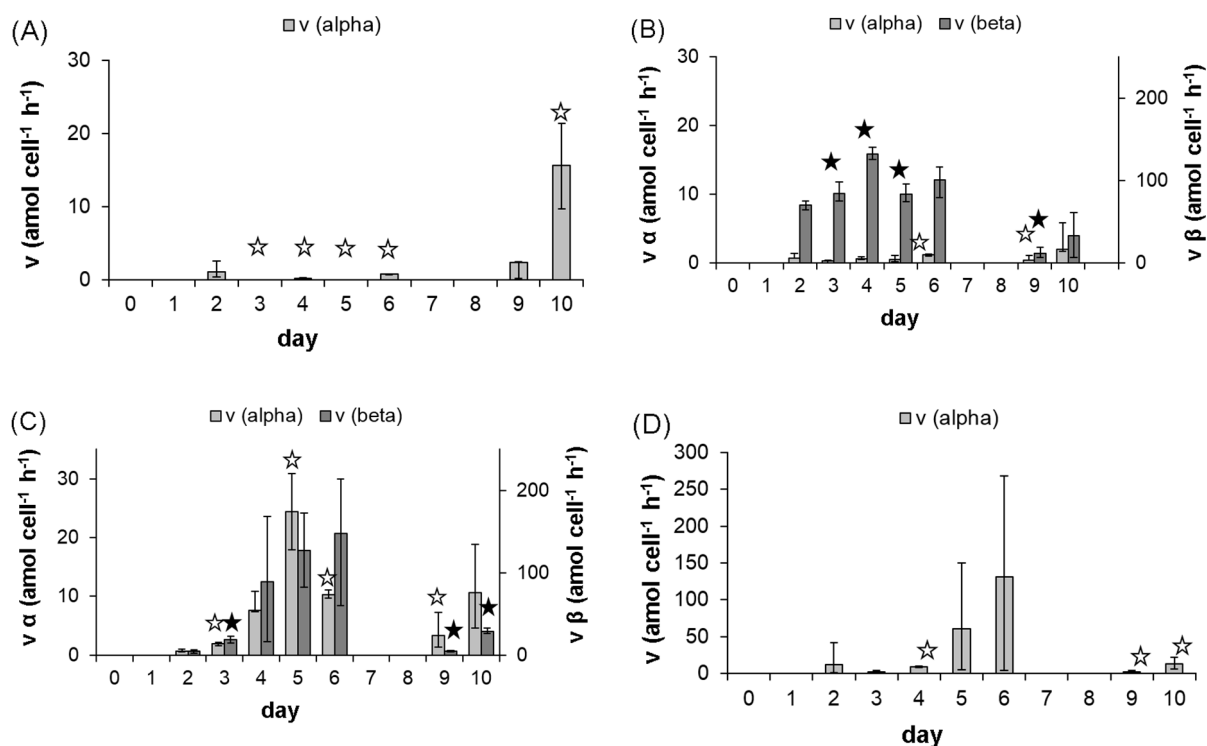 (A)
v (alpha)
v (amol cell-1 h-1)
30
20
10
0
0 1 2 3 4 5 6 7 8 9 10
day
(B)
v (alpha) v (beta)
v α (amol cell-1 h-1)
30
20
10
0
v β (amol cell-1 h-1)
200
100
0
0 1 2 3 4 5 6 7 8 9 10
day
(C)
v (alpha) v (beta)
v α (amol cell-1 h-1)
30
20
10
0
v β (amol cell-1 h-1)
200
100
0
0 1 2 3 4 5 6 7 8 9 10
day
(D)
v (alpha)
v (amol cell-1 h-1)
300
250
200
150
100
50
0
0 1 2 3 4 5 6 7 8 9 10
day